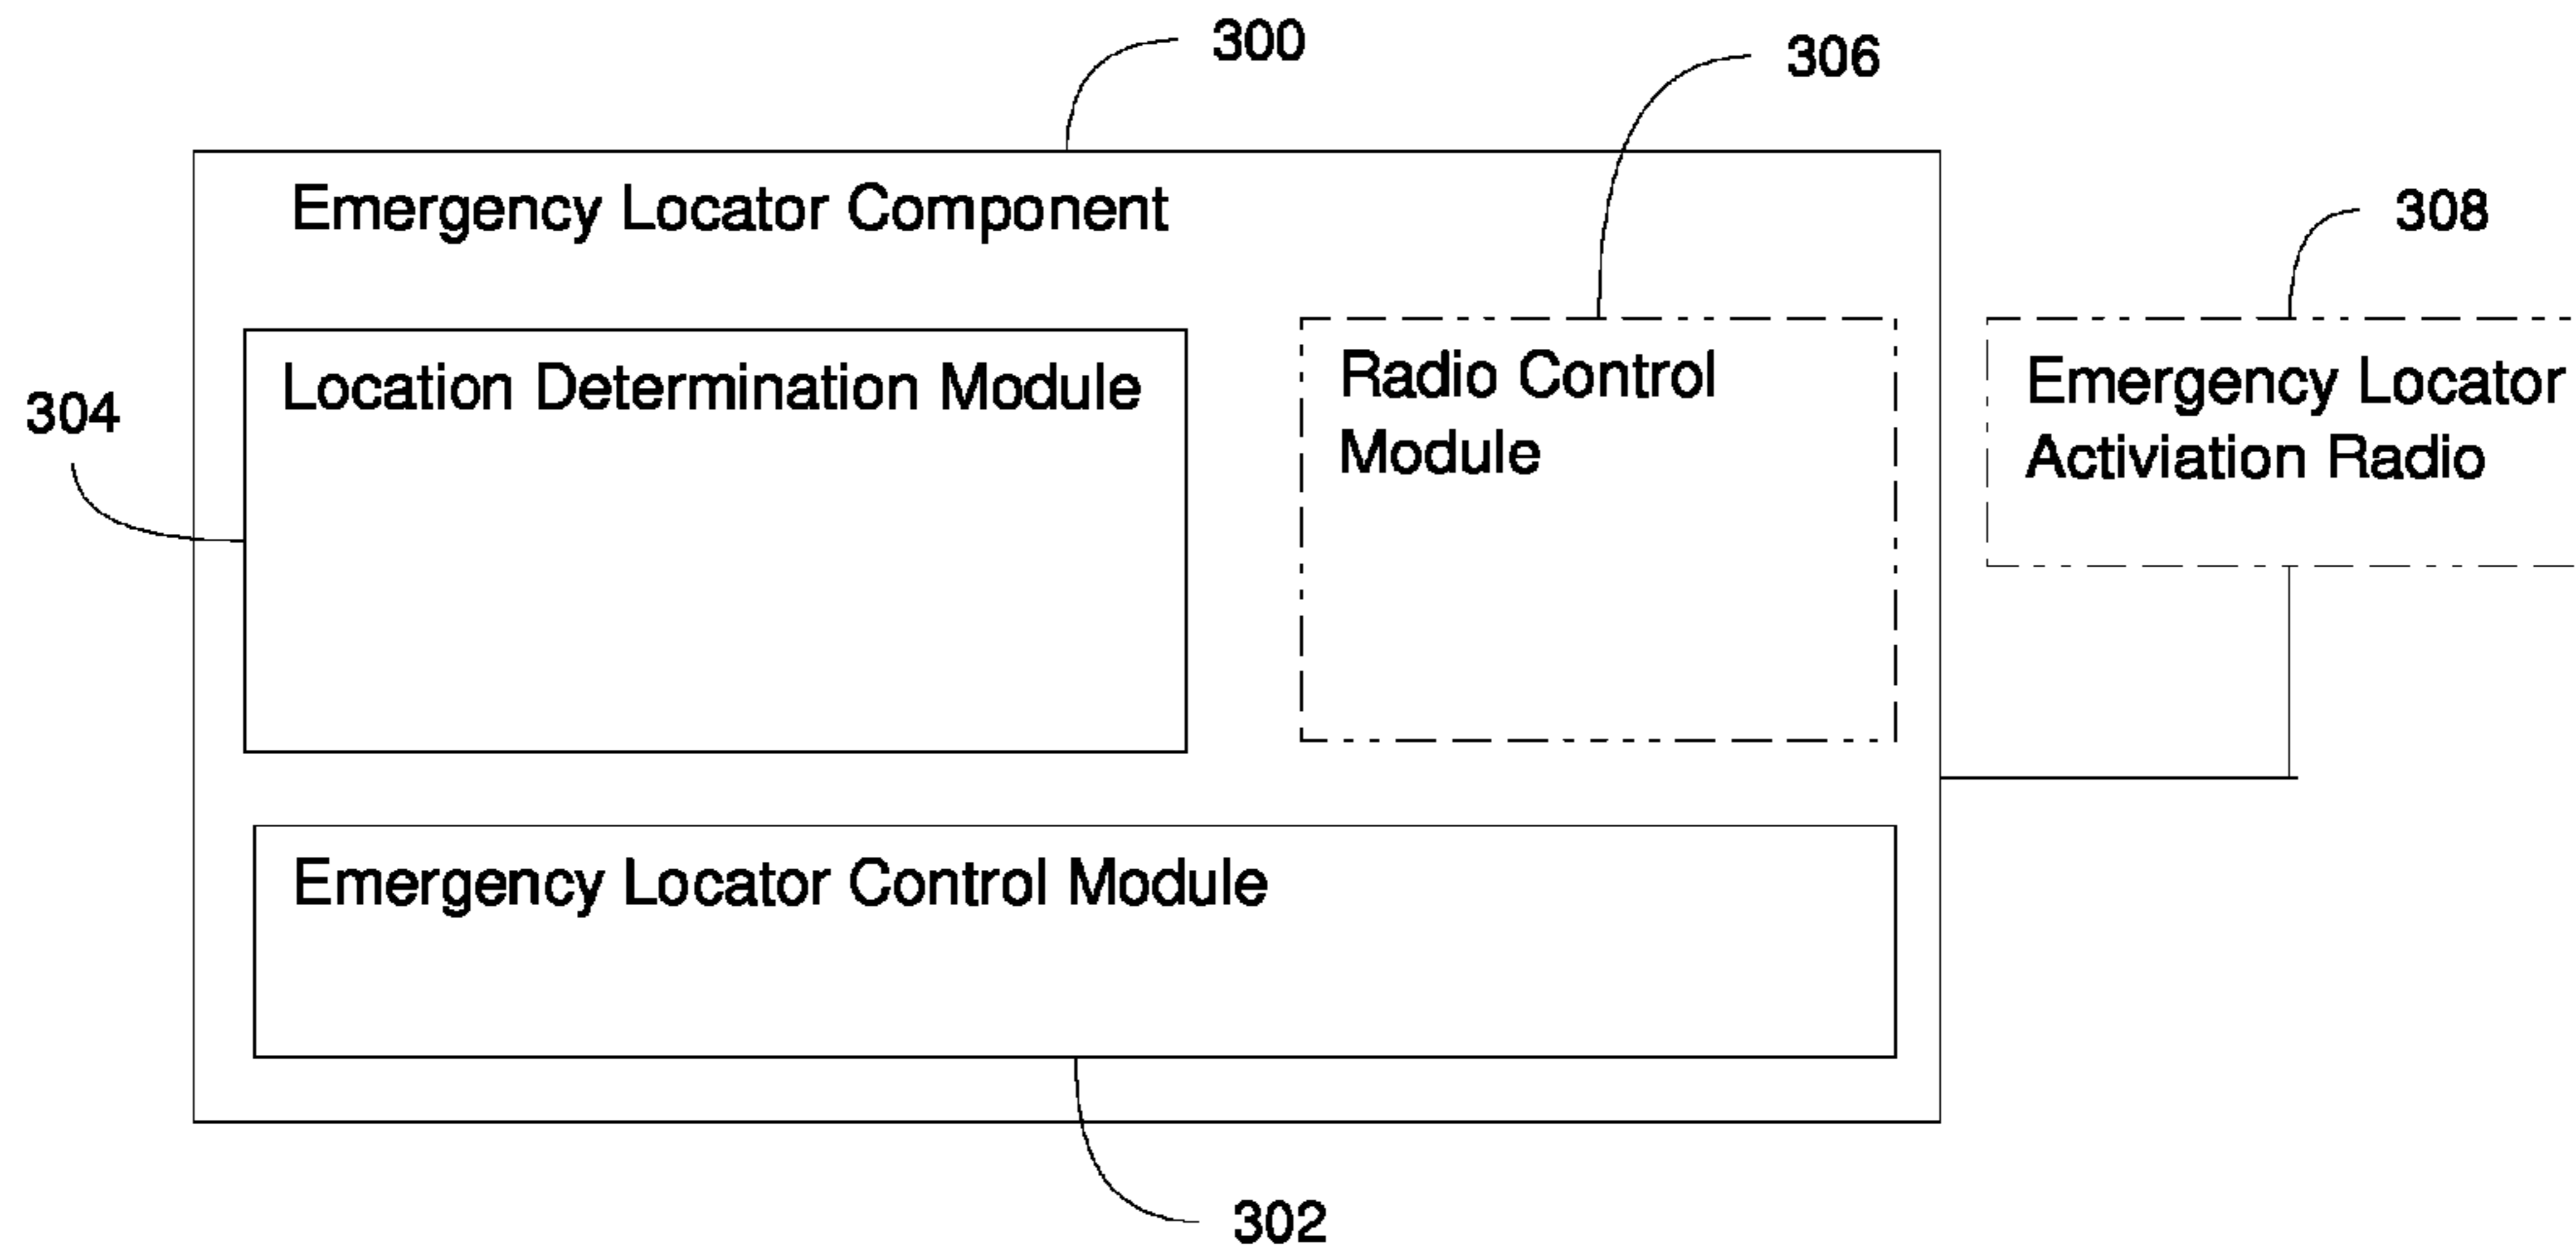 300
306
Emergency Locator Component
308
304
Location Determination Module
Radio Control
Module
Emergency Locator
Activiation Radio
Emergency Locator Control Module
302